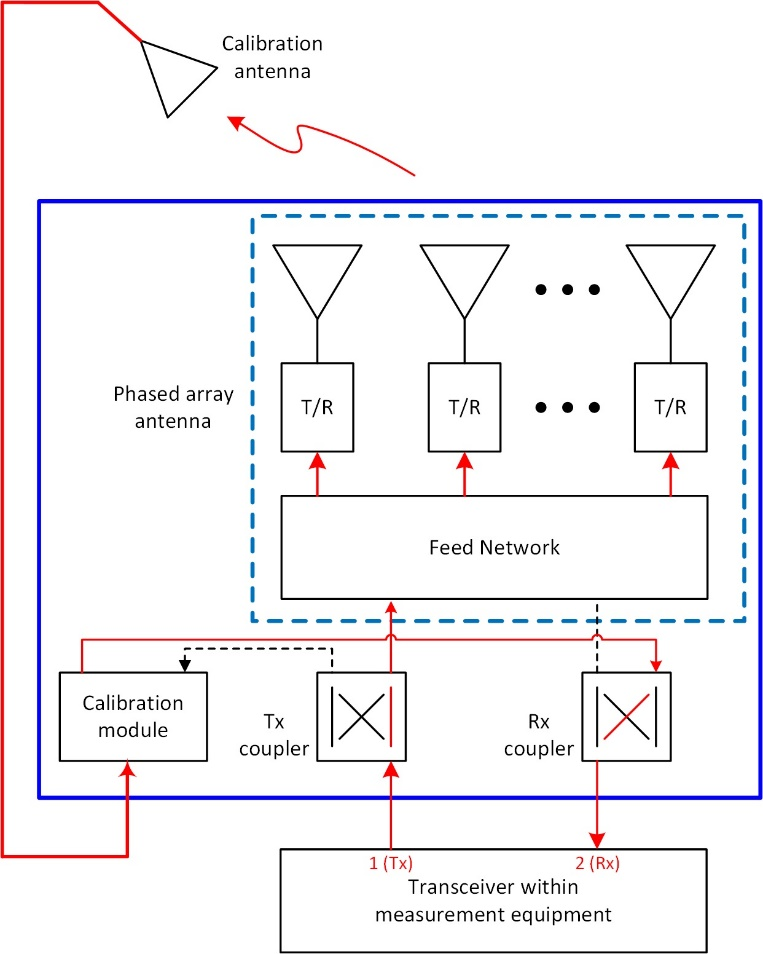 Calibration
antenna
Phased array
antenna
T/R
T/R
T/R
Feed Network
Calibration
module
Tx
coupler
Rx
coupler
1 (Tx)
2 (Rx)
Transceiver within
measurement equipment